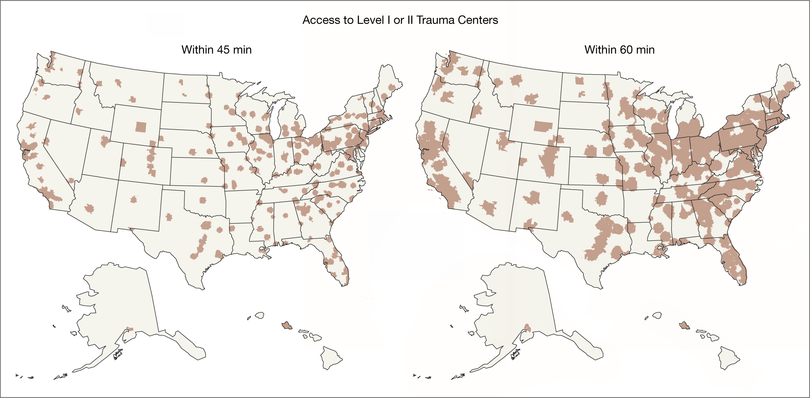 Access to Level I or II Trauma Centers
Within 45 min
Within 60 min